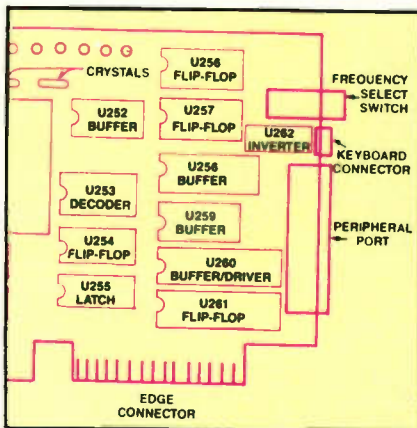 U256
FLIP-FLOP
CRYSTALS
FREQUENCY
SELECT
SWITCH
U252
BUFFER
U257
FLIP-FLOP
U262
INVERTER
KEYBOARD
CONNECTOR
U256
BUFFER
U253
DECODER
U259
BUFFER
PERIPHERAL
PORT
U254
FLIP-FLOP
U260
BUFFER/DRIVER
U255
LATCH
U261
FLIP-FLOP
EDGE
CONNECTOR